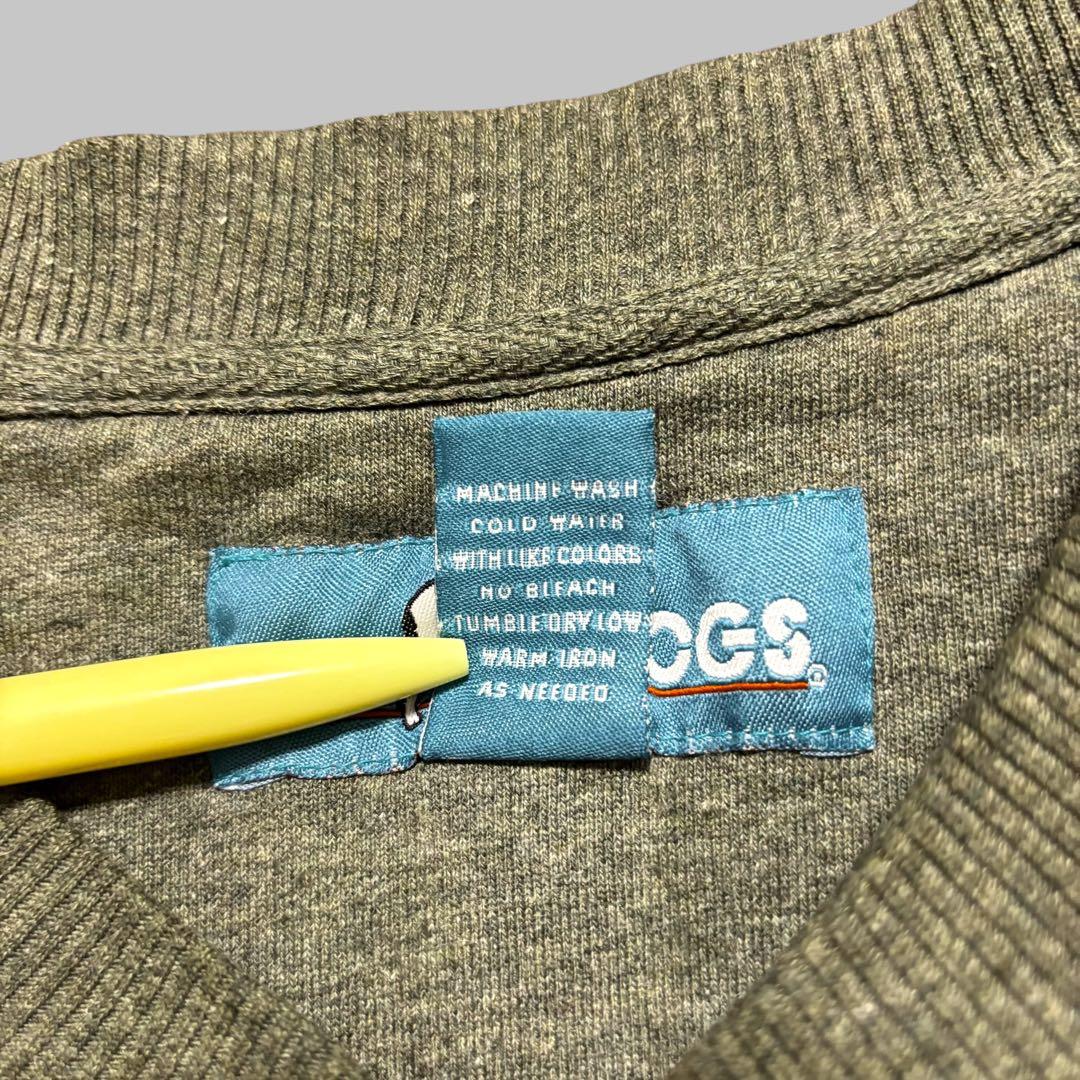 MACHINE WASH
COLD WATER
WITH LIKE COLORS
NO BLEACH
TUMBLE DRY LOW
WARM IRON
AS NEEDED
OGS®